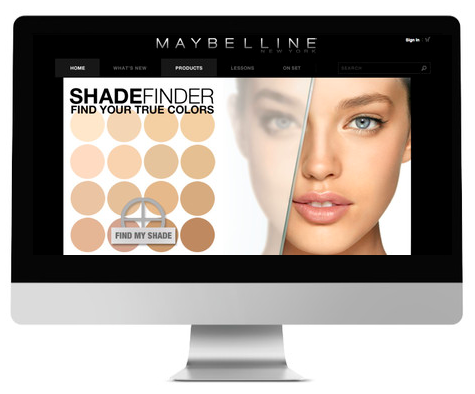 MAYBELLINE
NEW YORK
Sign in
HOME WHAT'S NEW PRODUCTS LESSONS ON SET SEARCH
SHADEFINDER
FIND YOUR TRUE COLORS
FIND MY SHADE